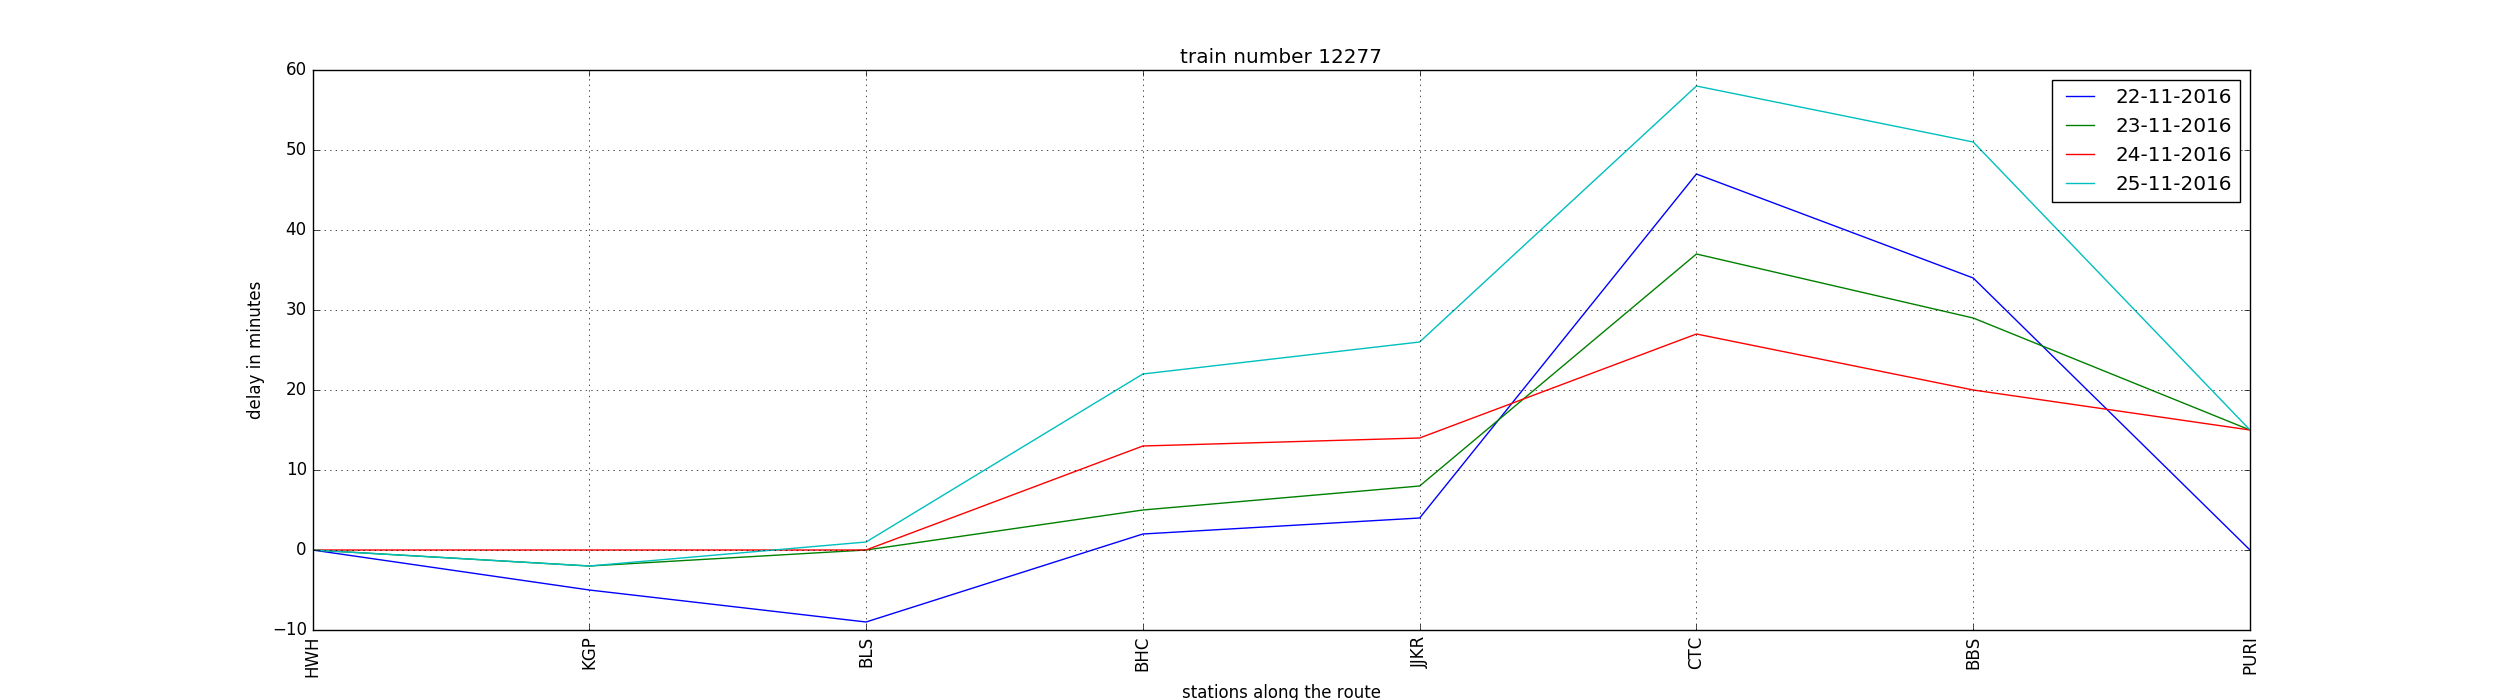 train number 12277
60
50
40
30
20
10
0
−10
delay in minutes
22-11-2016
23-11-2016
24-11-2016
25-11-2016
HWH
KGP
BLS
BHC
JJKR
CTC
BBS
PURI
stations along the route